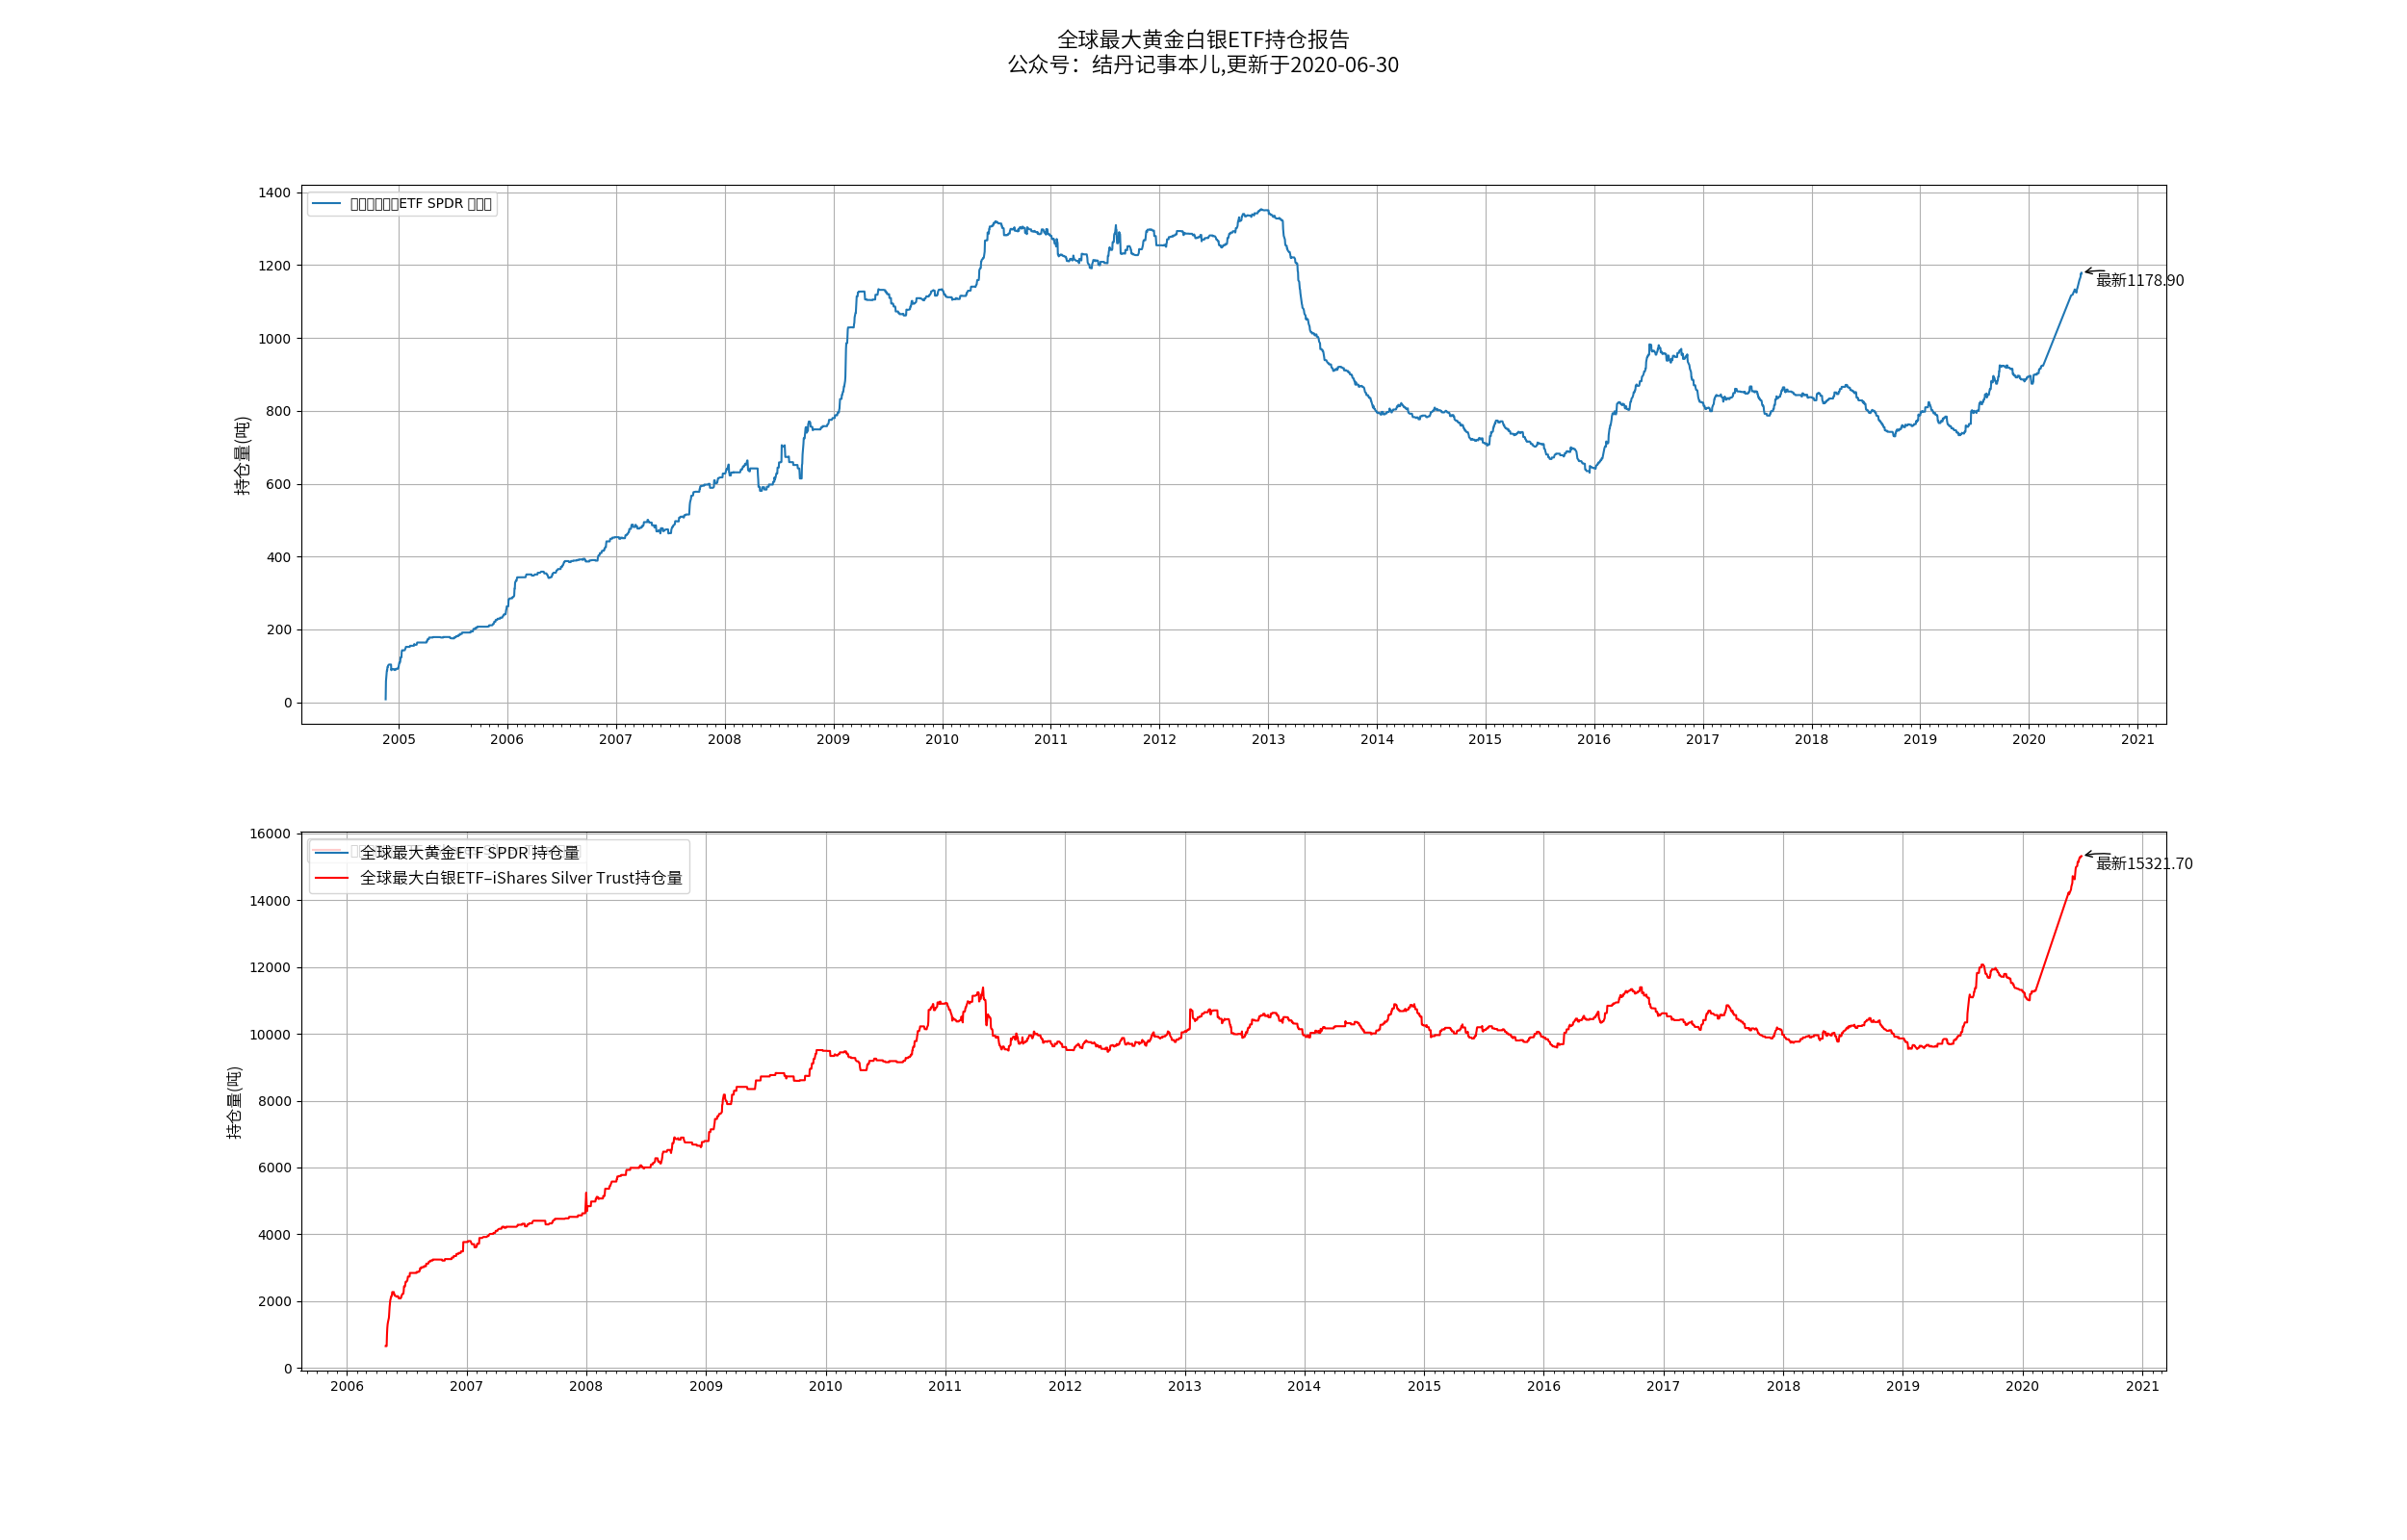 全球最大黄金白银ETF持仓报告
公众号：结丹记事本儿,更新于2020-06-30
ETF SPDR
持仓量(吨)
1400
1200
1000
800
600
400
200
0
最新1178.90
2005 2006 2007 2008 2009 2010 2011 2012 2013 2014 2015 2016 2017 2018 2019 2020 2021
全球最大黄金ETF SPDR 持仓量
全球最大白银ETF–iShares Silver Trust持仓量
持仓量(吨)
16000
14000
12000
10000
8000
6000
4000
2000
0
最新15321.70
2006 2007 2008 2009 2010 2011 2012 2013 2014 2015 2016 2017 2018 2019 2020 2021